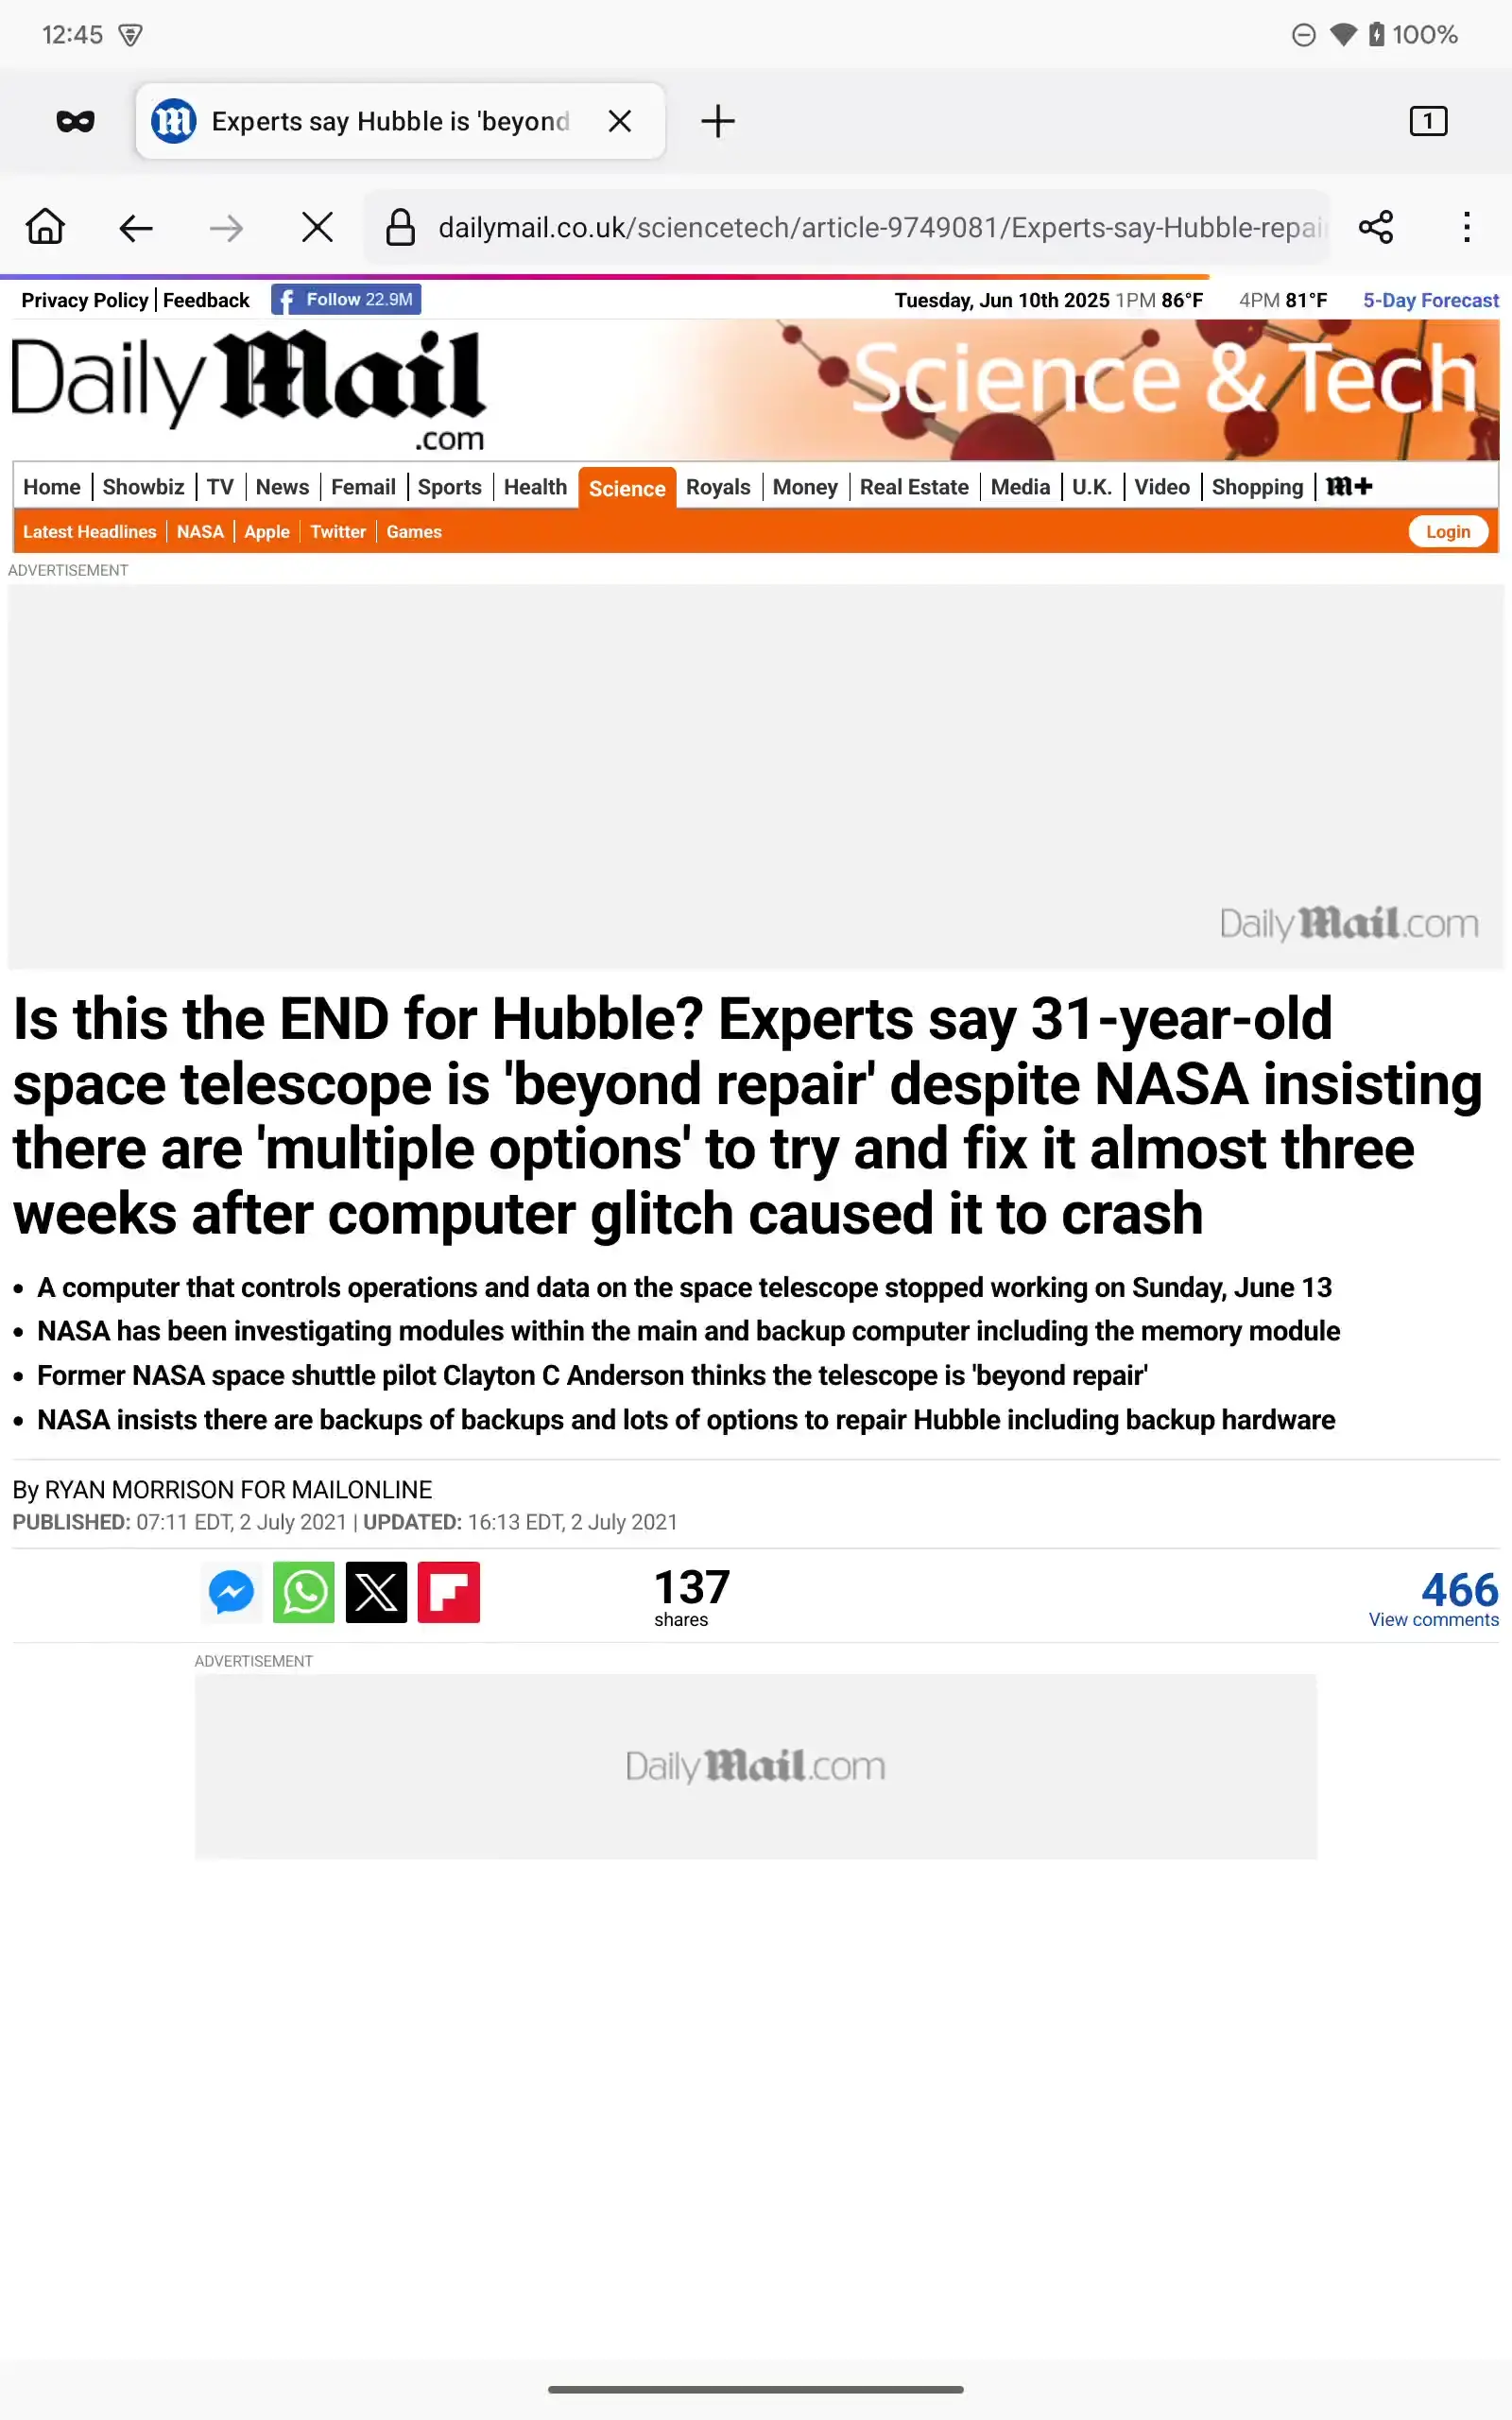 12:45
100%
Experts say Hubble is 'beyond
1
dailymail.co.uk/sciencetech/article-9749081/Experts-say-Hubble-repai
Privacy Policy Feedback Follow 22.9M Tuesday, Jun 10th 2025 1PM 86°F 4PM 81°F 5-Day Forecast
Daily Mail
.com
Science & Tech
Home Showbiz TV News Femail Sports Health Science Royals Money Real Estate Media U.K. Video Shopping m+
Latest Headlines NASA Apple Twitter Games Login
ADVERTISEMENT
Daily Mail.com
Is this the END for Hubble? Experts say 31-year-old
space telescope is 'beyond repair' despite NASA insisting
there are 'multiple options' to try and fix it almost three
weeks after computer glitch caused it to crash
• A computer that controls operations and data on the space telescope stopped working on Sunday, June 13
• NASA has been investigating modules within the main and backup computer including the memory module
• Former NASA space shuttle pilot Clayton C Anderson thinks the telescope is 'beyond repair'
• NASA insists there are backups of backups and lots of options to repair Hubble including backup hardware
By RYAN MORRISON FOR MAILONLINE
PUBLISHED: 07:11 EDT, 2 July 2021 | UPDATED: 16:13 EDT, 2 July 2021
137
shares
466
View comments
ADVERTISEMENT
Daily Mail.com